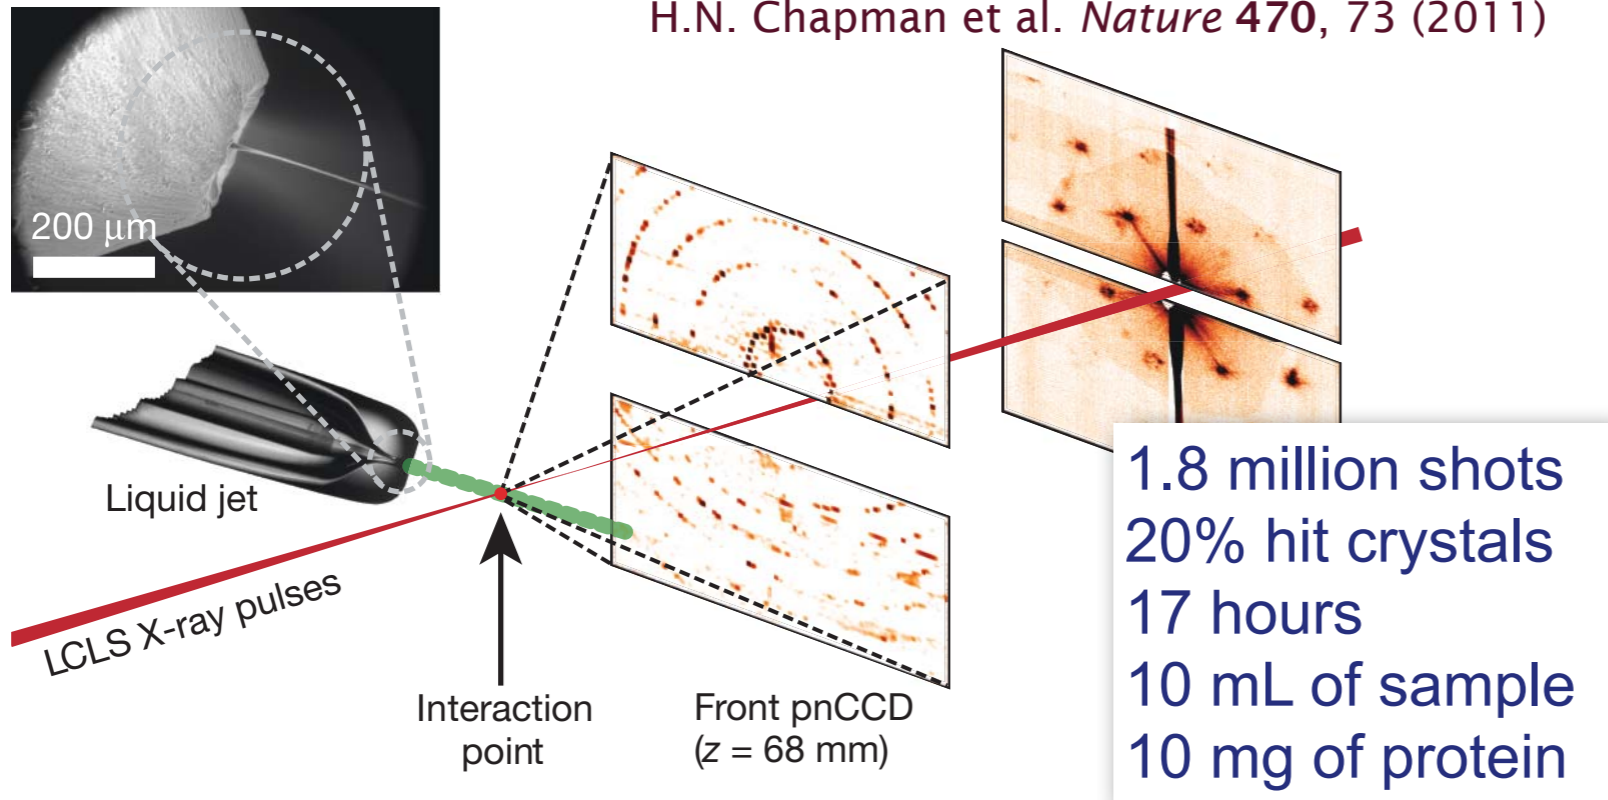 H.N. Chapman et al. Nature 470, 73 (2011)
200 μm
Liquid jet
LCLS X-ray pulses
Interaction
point
Front pnCCD
(z = 68 mm)
1.8 million shots
20% hit crystals
17 hours
10 mL of sample
10 mg of protein